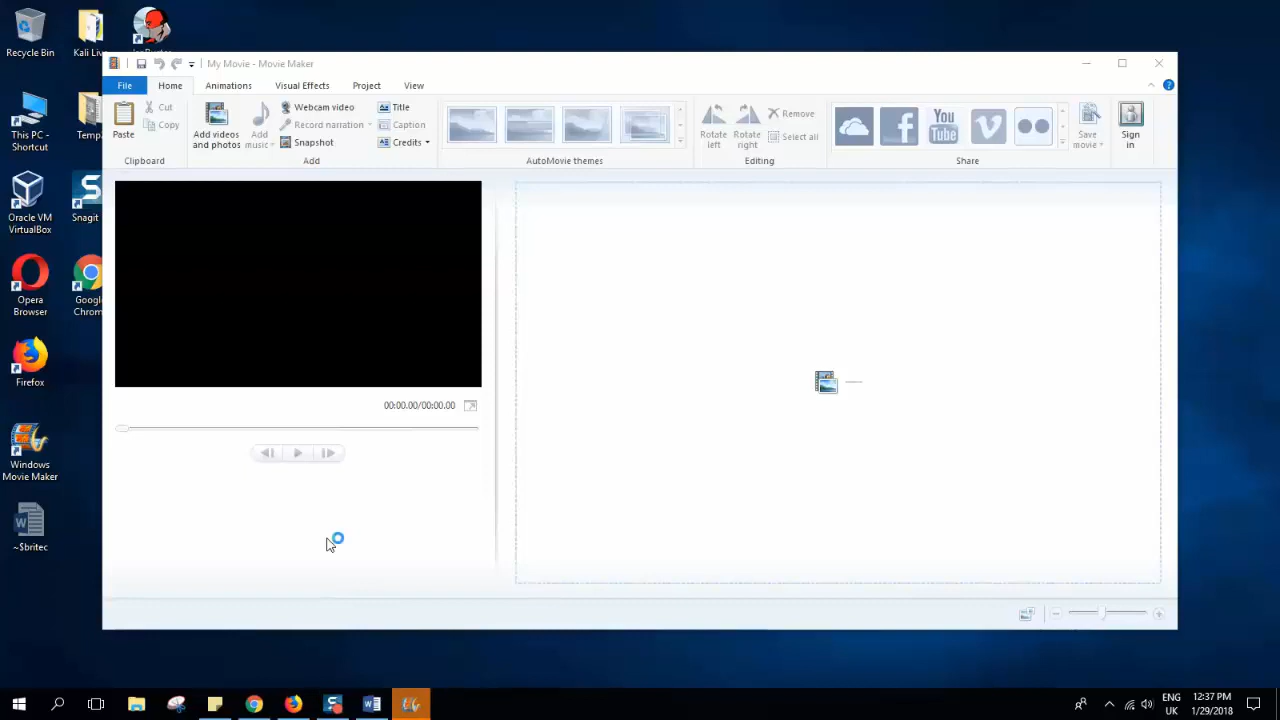 Recycle Bin
Kali Liv
My Movie - Movie Maker
File
Home
Animations
Visual Effects
Project
View
Paste
Cut
Copy
Clipboard
Add videos
and photos
Add
music
Webcam video
Record narration
Snapshot
Title
Caption
Credits
Add
AutoMovie themes
Rotate
left
Rotate
right
Remove
Select all
Editing
You
Tube
Share
Save
movie
Sign
in
This PC -
Shortcut
Temp
Oracle VM
VirtualBox
Snagit
Opera
Browser
Google
Chrom
Firefox
Windows
Movie Maker
~$britec
00:00.00/00:00.00
ENG
UK
12:37 PM
1/29/2018